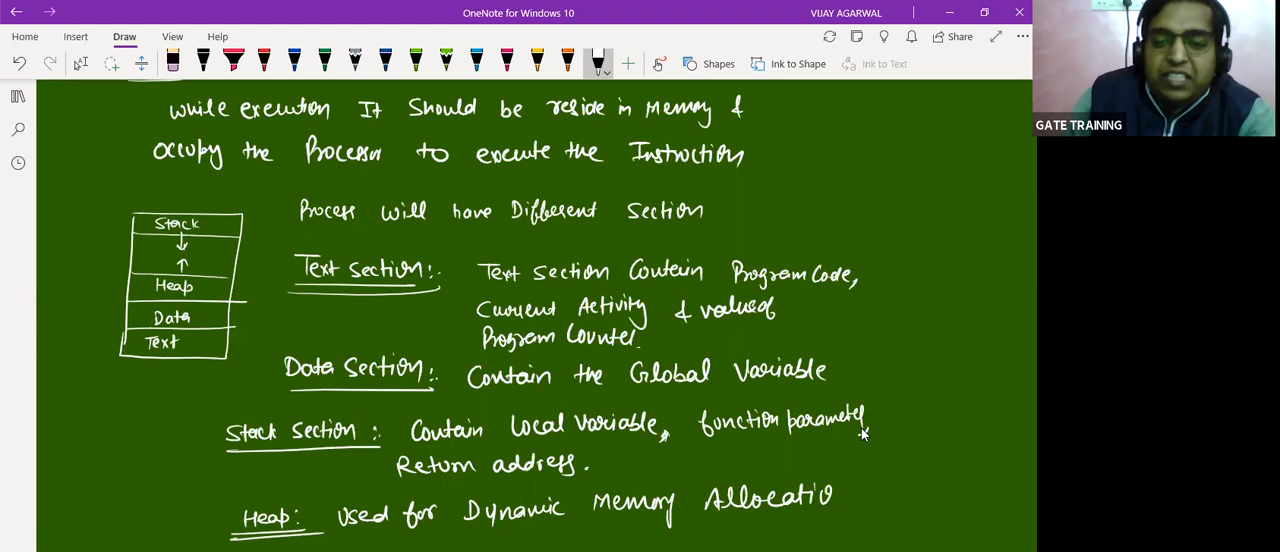 OneNote for Windows 10
VIJAY AGARWAL
Home Insert Draw View Help
Share
Shapes Ink to Shape Ink to Text
GATE TRAINING
while execution It Should be reside in Memory &
occupy the Processor to execute the Instruction
Process will have Different Section
Stack
Heap
Data
Text
Text section:. Text Section Contain Program Code,
Current Activity & value of
Program Counter.
Data Section:. Contain the Global Variable
Stack Section:. Contain Local Variable, function parameter,
Return address.
Heap: Used for Dynamic Memory Allocatio